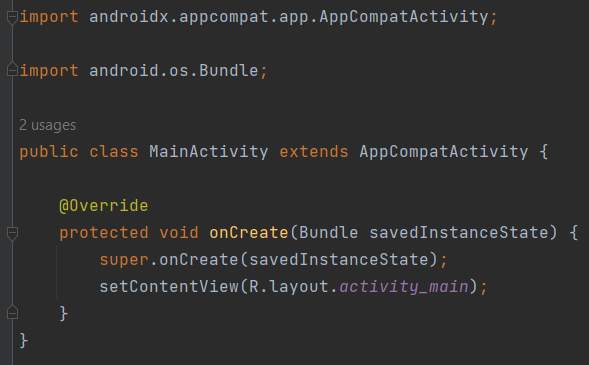 import androidx.appcompat.app.AppCompatActivity;
import android.os.Bundle;
2 usages
public class MainActivity extends AppCompatActivity {
@Override
protected void onCreate(Bundle savedInstanceState) {
super.onCreate(savedInstanceState);
setContentView(R.layout.activity_main);
}
}